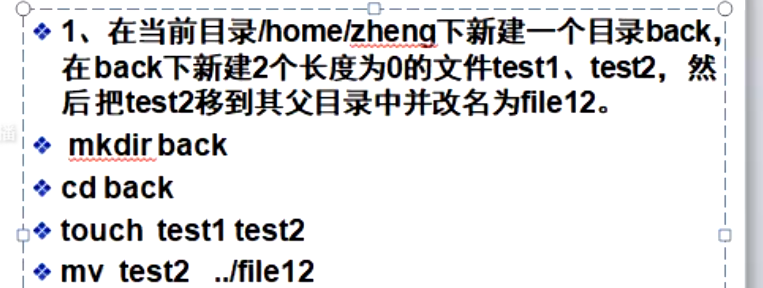 1、在当前目录/home/zheng下新建一个目录back，
在back下新建2个长度为0的文件test1、test2，然
后把test2移到其父目录中并改名为file12。
mkdir back
cd back
touch test1 test2
mv test2 ../file12